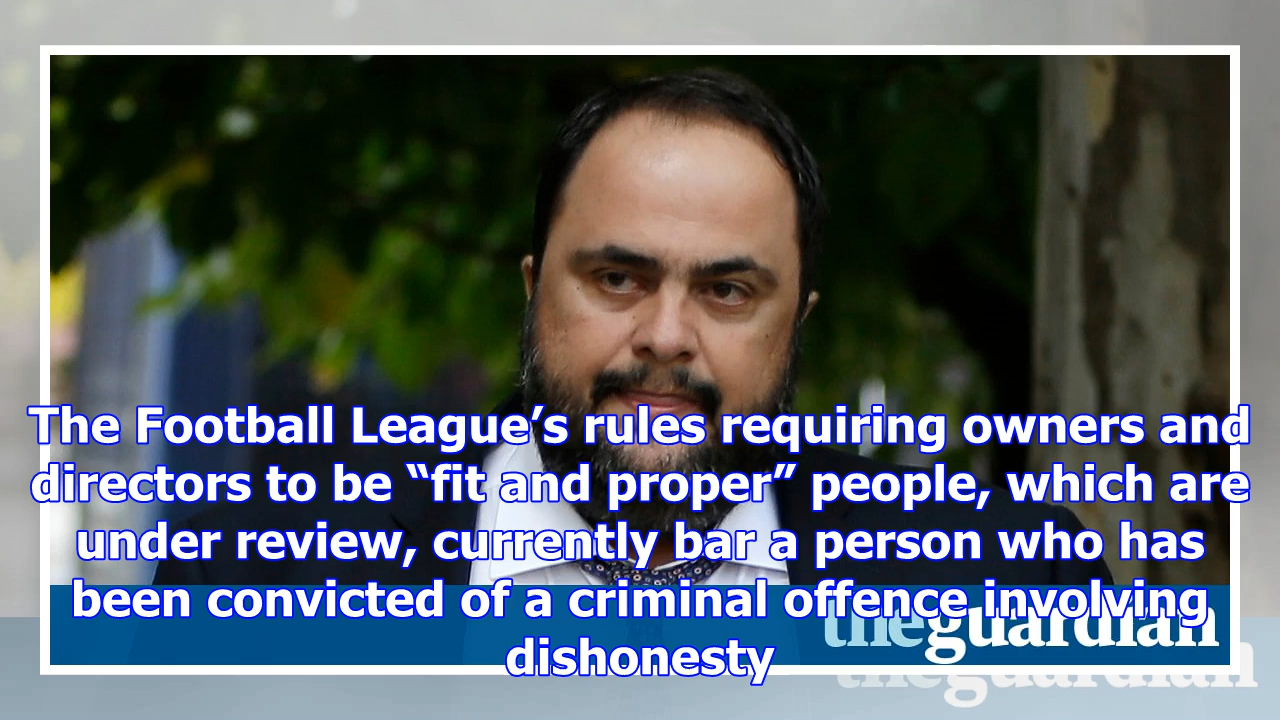 The Football League’s rules requiring owners and
directors to be “fit and proper” people, which are
under review, currently bar a person who has
been convicted of a criminal offence involving
dishonesty
theguardian
theguardian